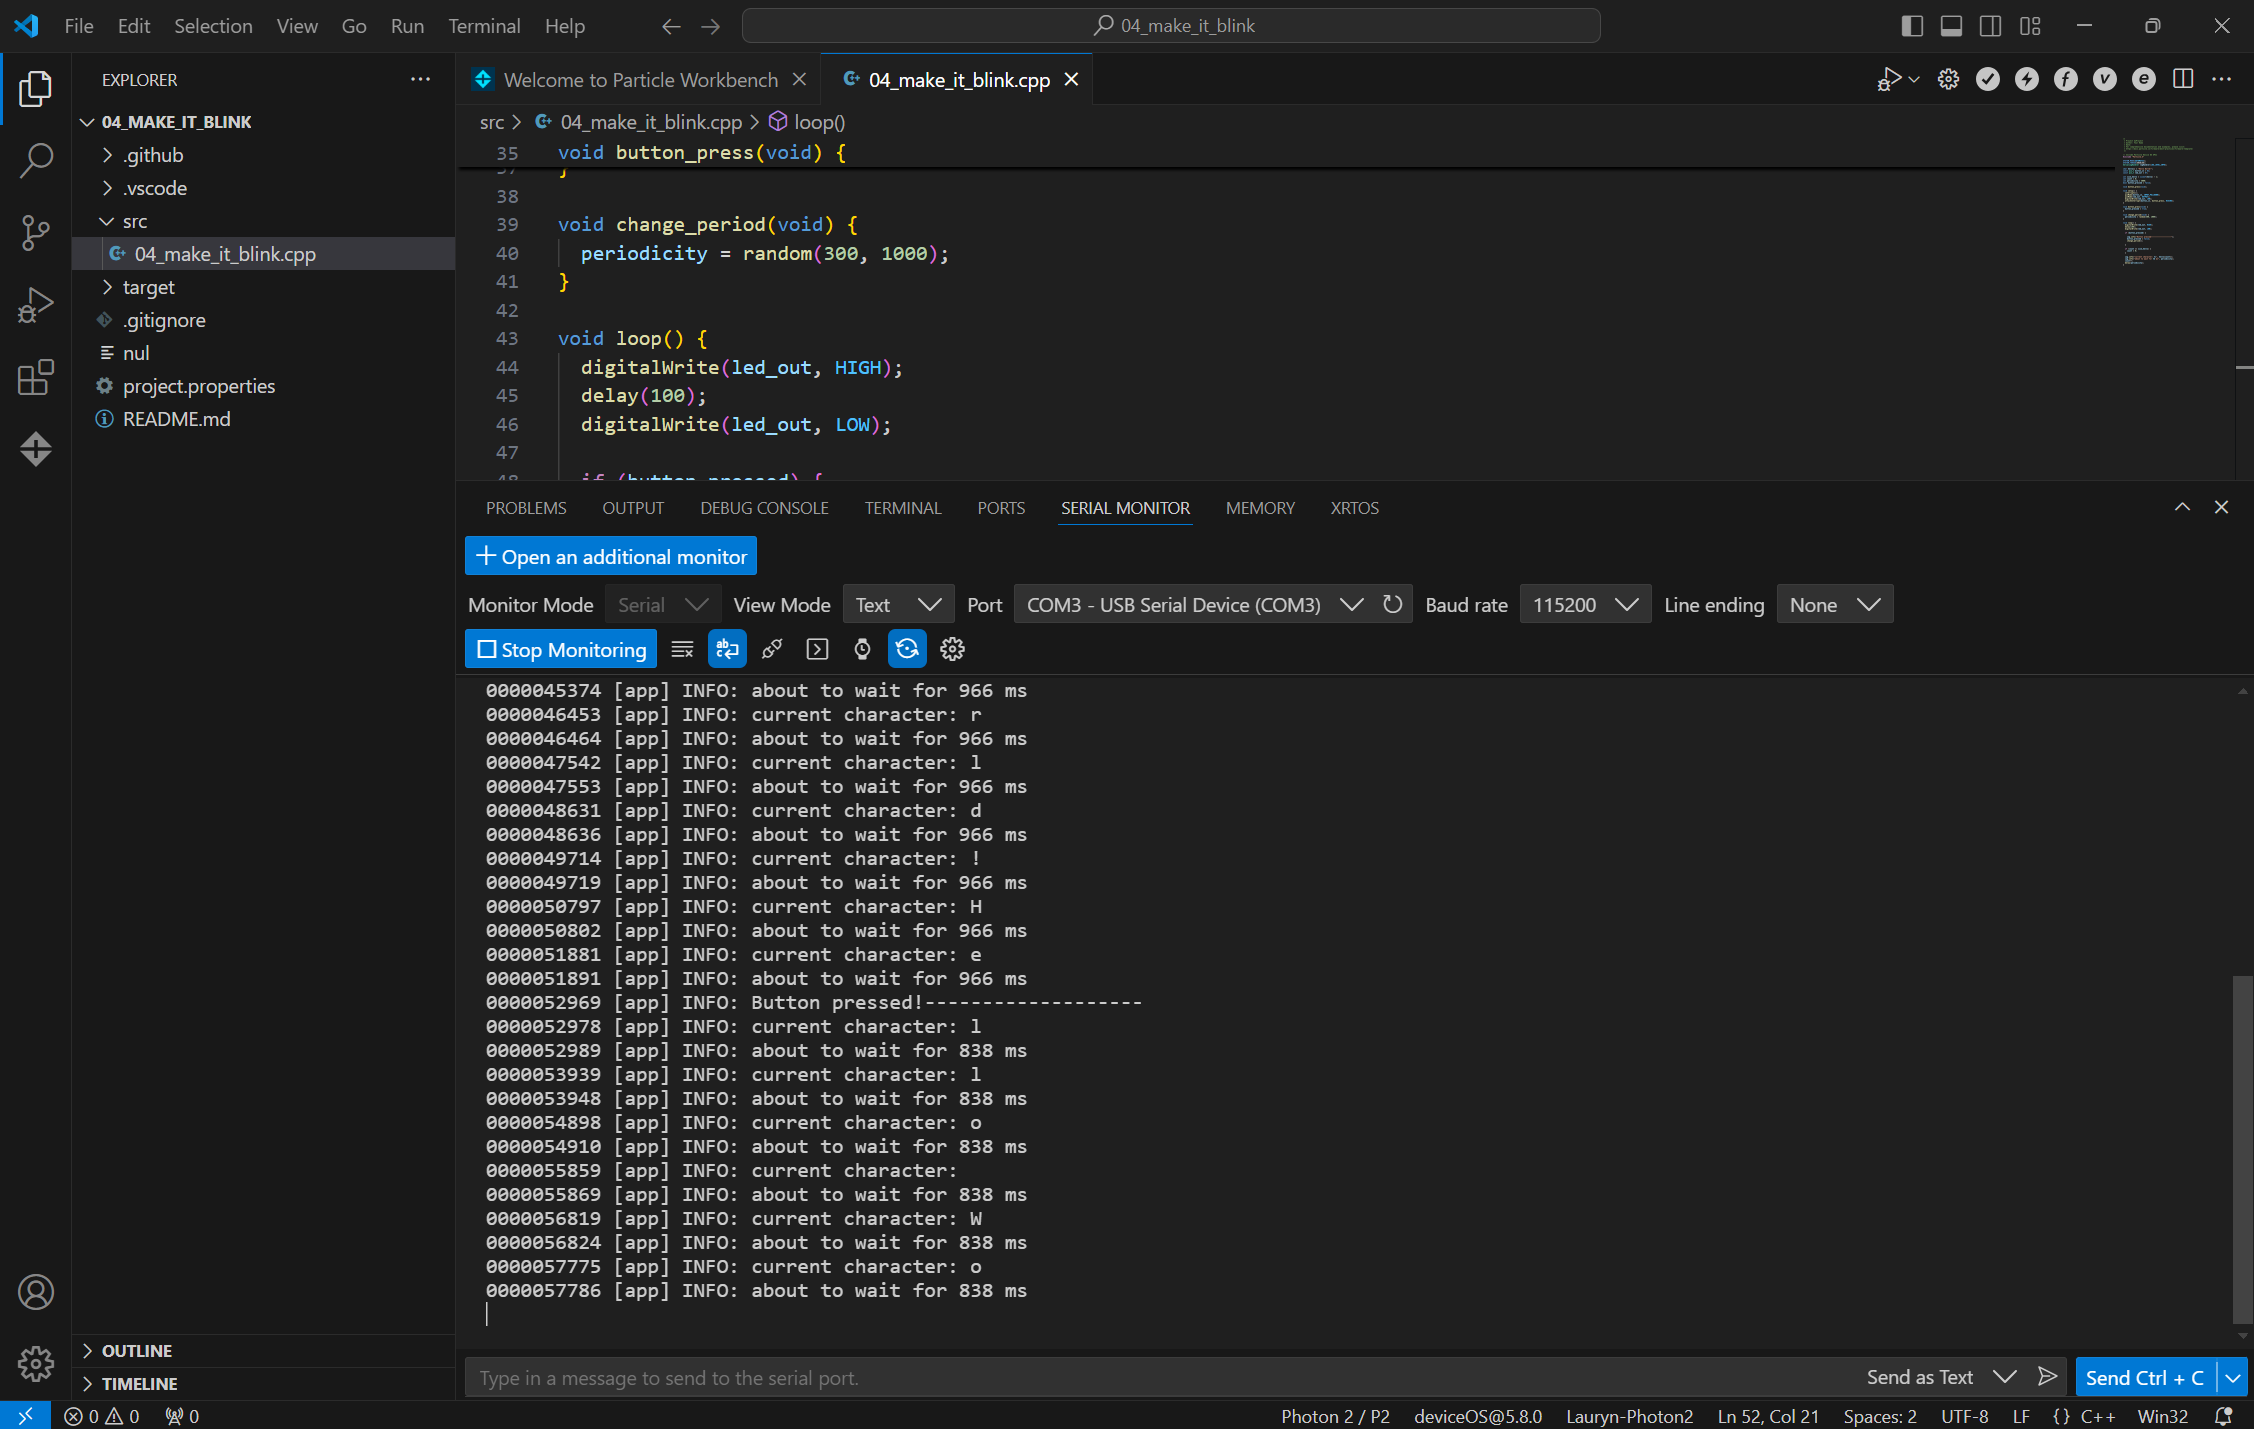 File Edit Selection View Go Run Terminal Help
04_make_it_blink
EXPLORER
04_MAKE_IT_BLINK
.github
.vscode
src
04_make_it_blink.cpp
target
.gitignore
nul
project.properties
README.md
OUTLINE
TIMELINE
Welcome to Particle Workbench 04_make_it_blink.cpp
src 04_make_it_blink.cpp loop()
35 void button_press(void) {
37 }
38
39 void change_period(void) {
40 periodicity = random(300, 1000);
41 }
42
43 void loop() {
44 digitalWrite(led_out, HIGH);
45 delay(100);
46 digitalWrite(led_out, LOW);
47
48 if (button_pressed) {
PROBLEMS OUTPUT DEBUG CONSOLE TERMINAL PORTS SERIAL MONITOR MEMORY XRTOS
Open an additional monitor
Monitor Mode Serial View Mode Text Port COM3 - USB Serial Device (COM3) Baud rate 115200 Line ending None
Stop Monitoring
0000045374 [app] INFO: about to wait for 966 ms
0000046453 [app] INFO: current character: r
0000046464 [app] INFO: about to wait for 966 ms
0000047542 [app] INFO: current character: l
0000047553 [app] INFO: about to wait for 966 ms
0000048631 [app] INFO: current character: d
0000048636 [app] INFO: about to wait for 966 ms
0000049714 [app] INFO: current character: !
0000049719 [app] INFO: about to wait for 966 ms
0000050797 [app] INFO: current character: H
0000050802 [app] INFO: about to wait for 966 ms
0000051881 [app] INFO: current character: e
0000051891 [app] INFO: about to wait for 966 ms
0000052969 [app] INFO: Button pressed!-------------------
0000052978 [app] INFO: current character: l
0000052989 [app] INFO: about to wait for 838 ms
0000053939 [app] INFO: current character: l
0000053948 [app] INFO: about to wait for 838 ms
0000054898 [app] INFO: current character: o
0000054910 [app] INFO: about to wait for 838 ms
0000055859 [app] INFO: current character:
0000055869 [app] INFO: about to wait for 838 ms
0000056819 [app] INFO: current character: W
0000056824 [app] INFO: about to wait for 838 ms
0000057775 [app] INFO: current character: o
0000057786 [app] INFO: about to wait for 838 ms
Type in a message to send to the serial port. Send as Text Send Ctrl + C
0 0 0 Photon 2 / P2 deviceOS@5.8.0 Lauryn-Photon2 Ln 52, Col 21 Spaces: 2 UTF-8 LF {} C++ Win32